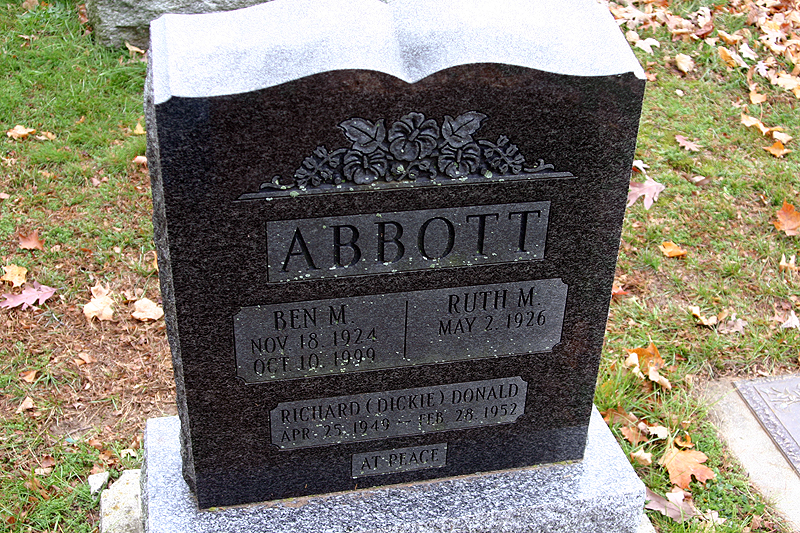 ABBOTT
BEN M.
NOV 18, 1924
OCT 10, 1999
RUTH M.
MAY 2, 1926
RICHARD (DICKIE) DONALD
APR. 25, 1949 ~ FEB. 28, 1952
AT PEACE